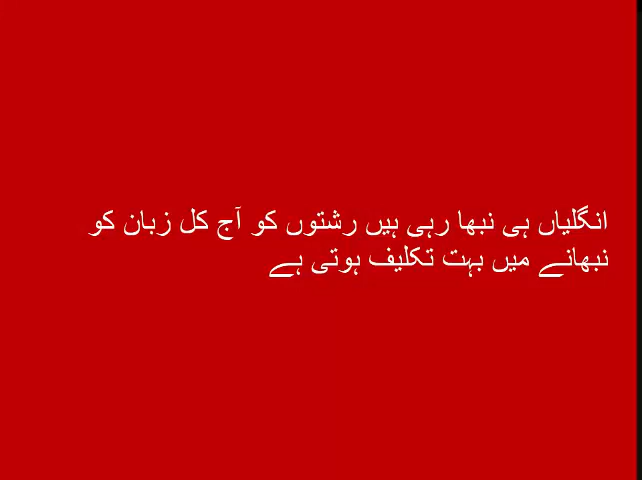 انگلیاں ہی نبھا رہی ہیں رشتوں کو آج کل زبان کو
نبھانے میں بہت تکلیف ہوتی ہے